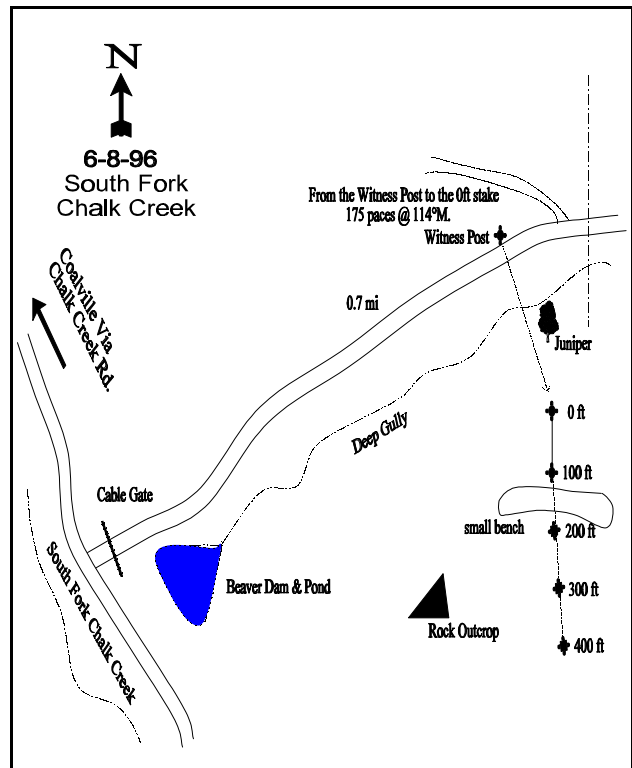 N
6-8-96
South Fork
Chalk Creek
From the Witness Post to the 0ft stake
175 paces @ 114°M.
Witness Post
Coalville Via
Chalk Creek Rd.
0.7 mi
Juniper
0 ft
Deep Gully
100 ft
Cable Gate
small bench
200 ft
South Fork Chalk Creek
Beaver Dam & Pond
300 ft
Rock Outcrop
400 ft